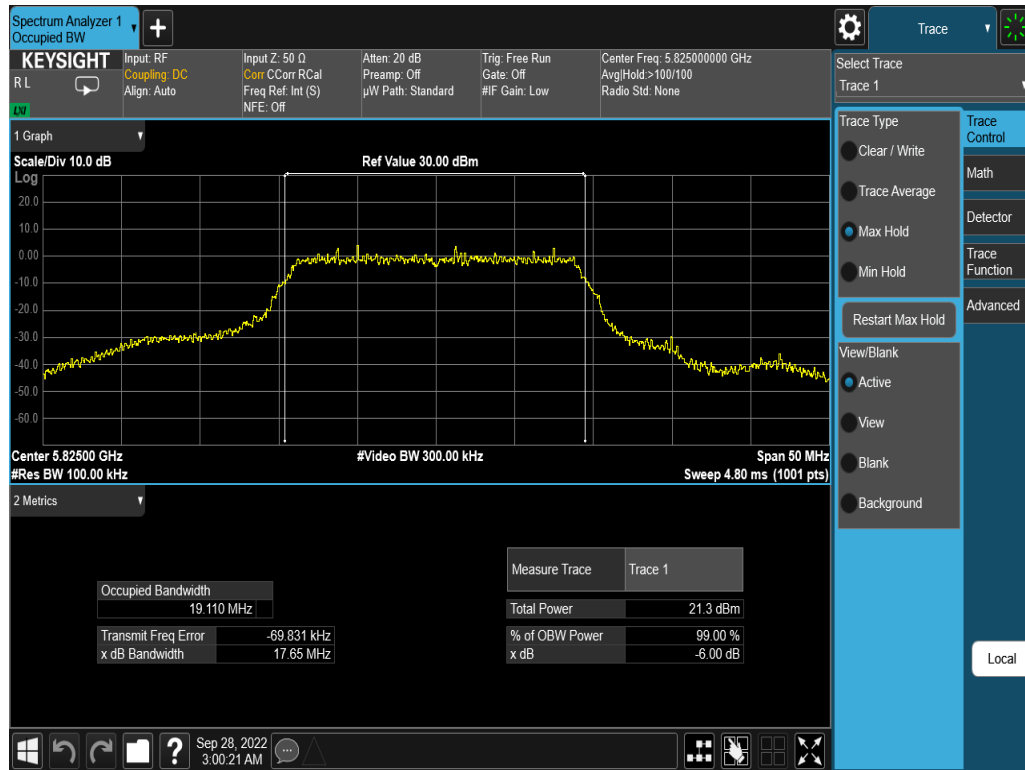 Spectrum Analyzer 1
Occupied BW
Trace
KEYSIGHT
R L
LXI
Input: RF
Coupling: DC
Align: Auto
Input Z: 50 Ω
Corr CCorr RCal
Freq Ref: Int (S)
NFE: Off
Atten: 20 dB
Preamp: Off
µW Path: Standard
Trig: Free Run
Gate: Off
#IF Gain: Low
Center Freq: 5.825000000 GHz
Avg|Hold:>100/100
Radio Std: None
Select Trace
Trace 1
1 Graph
Scale/Div 10.0 dB
Ref Value 30.00 dBm
Log
20.0
10.0
0.00
-10.0
-20.0
-30.0
-40.0
-50.0
-60.0
Center 5.82500 GHz
#Video BW 300.00 kHz
Span 50 MHz
#Res BW 100.00 kHz
Sweep 4.80 ms (1001 pts)
Trace Type
Clear / Write
Trace Average
Max Hold
Min Hold
Restart Max Hold
View/Blank
Active
View
Blank
Background
Trace
Control
Math
Detector
Trace
Function
Advanced
Local
2 Metrics
Occupied Bandwidth
19.110 MHz
Transmit Freq Error -69.831 kHz
x dB Bandwidth 17.65 MHz
Measure Trace Trace 1
Total Power 21.3 dBm
% of OBW Power 99.00 %
x dB -6.00 dB
?
Sep 28, 2022
3:00:21 AM